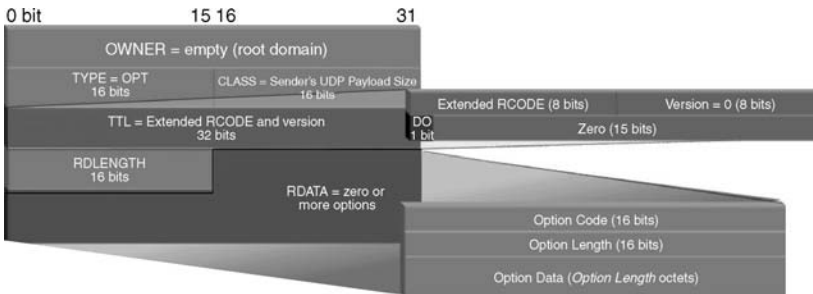 0 bit 15 16 31
OWNER = empty (root domain)
TYPE = OPT
16 bits
CLASS = Sender's UDP Payload Size
16 bits
Extended RCODE (8 bits)
Version = 0 (8 bits)
TTL = Extended RCODE and version
32 bits
DO
1 bit
Zero (15 bits)
RDLENGTH
16 bits
RDATA = zero or
more options
Option Code (16 bits)
Option Length (16 bits)
Option Data (Option Length octets)